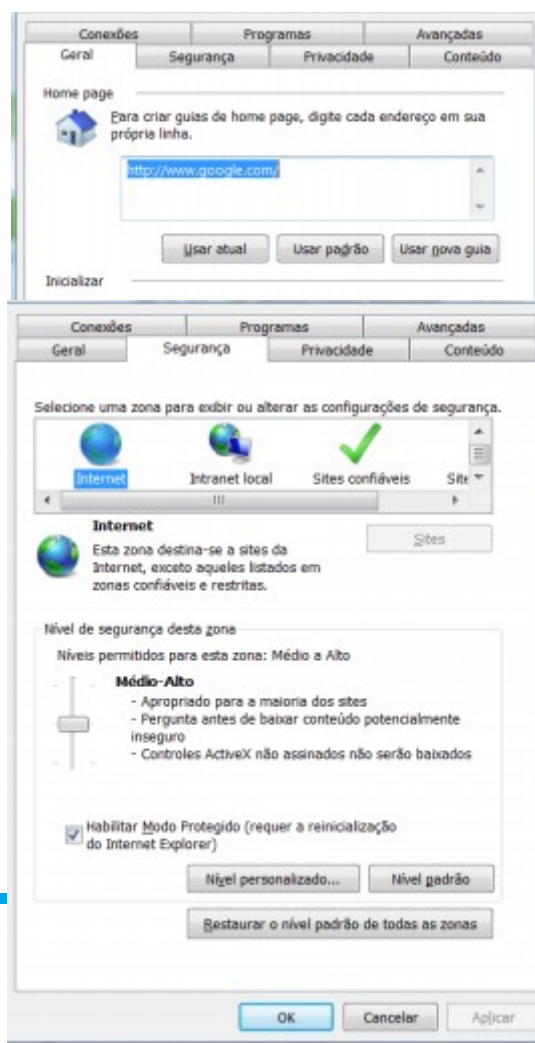 Conexões Programas Avançadas
Geral Segurança Privacidade Conteúdo
Home page
Para criar guias de home page, digite cada endereço em sua
própria linha.
http://www.google.com/
Usar atual Usar padrão Usar nova guia
Inicializar
Conexões Programas Avançadas
Geral Segurança Privacidade Conteúdo
Selecione uma zona para exibir ou alterar as configurações de segurança.
Internet Intranet local Sites confiáveis Site
Internet
Sites
Esta zona destina-se a sites da
Internet, exceto aqueles listados em
zonas confiáveis e restritas.
Nível de segurança desta zona
Níveis permitidos para esta zona: Médio a Alto
Médio-Alto
- Apropriado para a maioria dos sites
- Pergunta antes de baixar conteúdo potencialmente
inseguro
- Controles ActiveX não assinados não serão baixados
Habilitar Modo Protegido (requer a reinicialização
do Internet Explorer)
Nível personalizado... Nível padrão
Restaurar o nível padrão de todas as zonas
OK Cancelar Aplicar